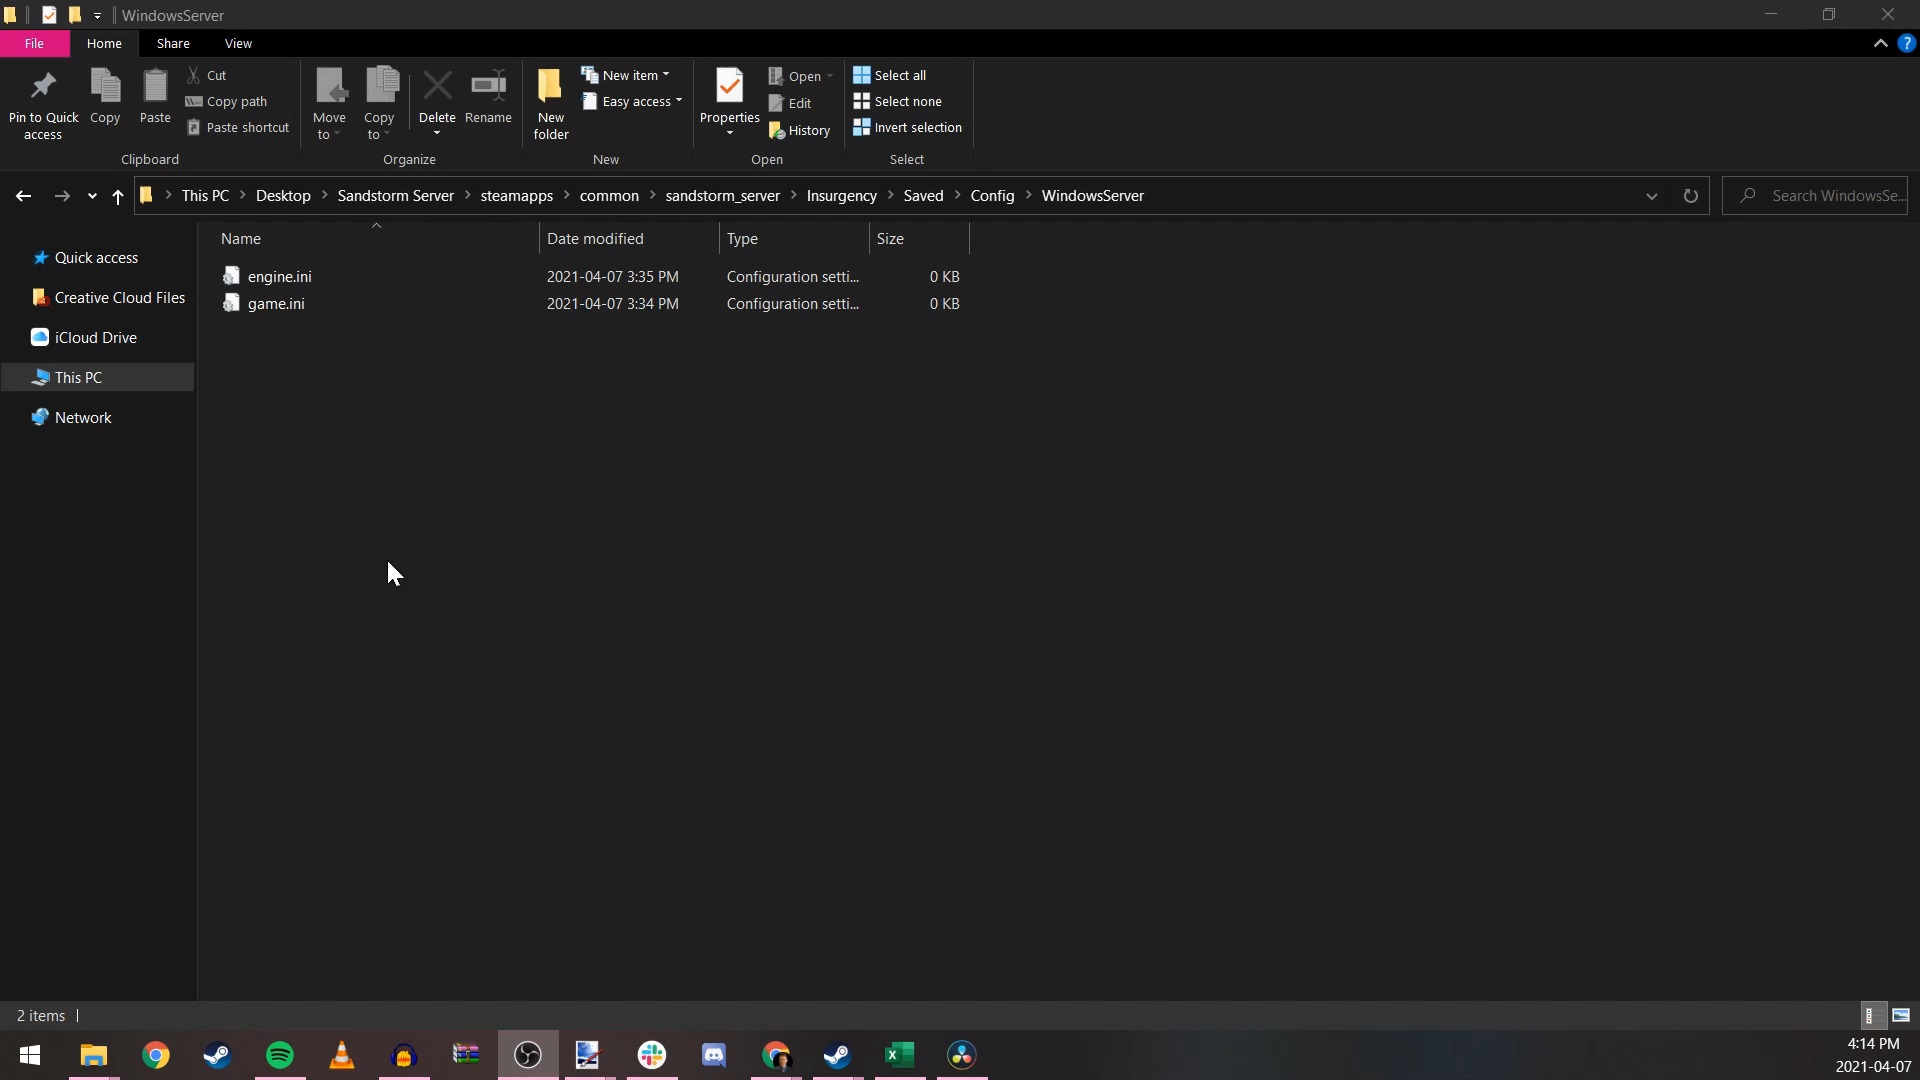 WindowsServer
File Home Share View
Pin to Quick access
Copy
Paste
Cut
Copy path
Paste shortcut
Clipboard
Move to
Copy to
Delete
Rename
Organize
New folder
New item
Easy access
New
Properties
Open
Edit
History
Open
Select all
Select none
Invert selection
Select
This PC Desktop Sandstorm Server steamapps common sandstorm_server Insurgency Saved Config WindowsServer
Search WindowsSe...
Name Date modified Type Size
engine.ini 2021-04-07 3:35 PM Configuration setti... 0 KB
game.ini 2021-04-07 3:34 PM Configuration setti... 0 KB
Quick access
Creative Cloud Files
iCloud Drive
This PC
Network
2 items
4:14 PM
2021-04-07